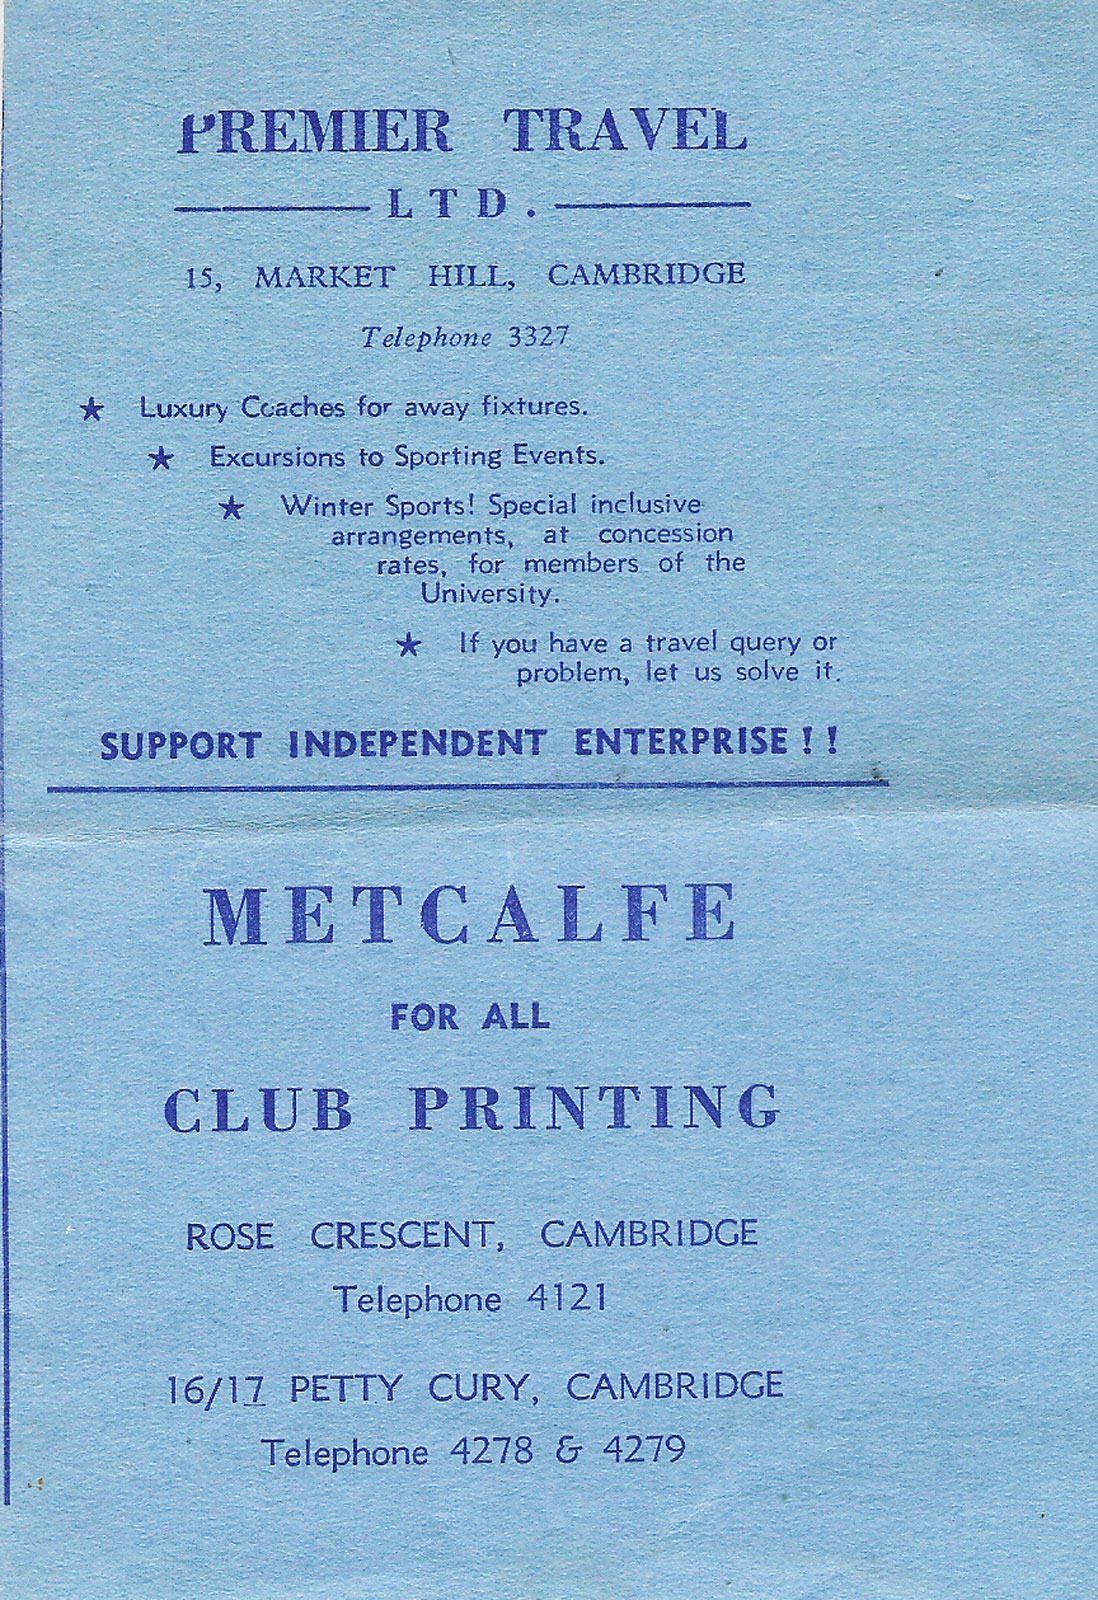 PREMIER TRAVEL
LTD.
15, MARKET HILL, CAMBRIDGE
Telephone 3327
★ Luxury Coaches for away fixtures.
★ Excursions to Sporting Events.
★ Winter Sports! Special inclusive
arrangements, at concession
rates, for members of the
University.
★ If you have a travel query or
problem, let us solve it.
SUPPORT INDEPENDENT ENTERPRISE!!
METCALFE
FOR ALL
CLUB PRINTING
ROSE CRESCENT, CAMBRIDGE
Telephone 4121
16/17 PETTY CURY, CAMBRIDGE
Telephone 4278 & 4279